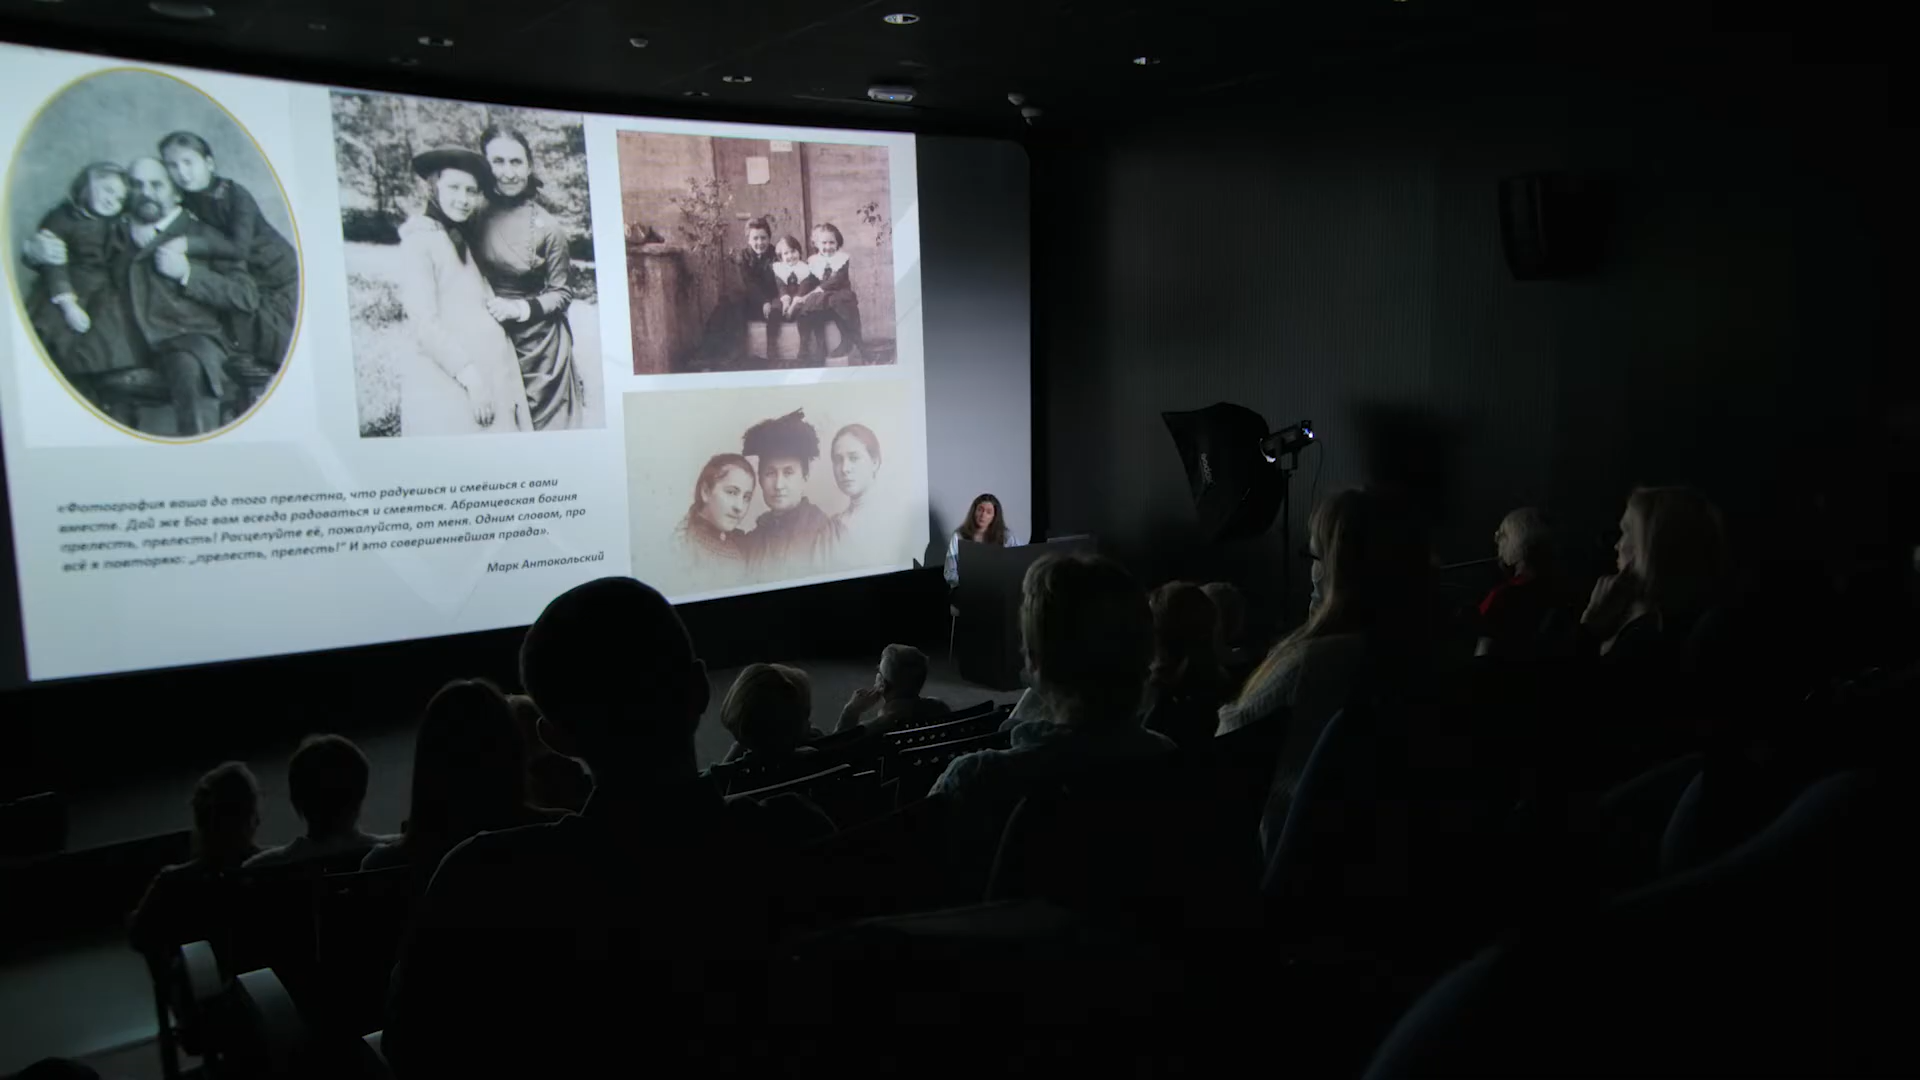 «Фотография ваша до того прелестна, что радуешься и смеёшься с вами
вместе. Дай же Бог вам всегда радоваться и смеяться. Абрамцевская богиня
прелесть, прелесть! Расцелуйте её, пожалуйста, от меня. Одним словом, про
всё я повторяю: „прелесть, прелесть!“ И это совершеннейшая правда».
Марк Антокольский